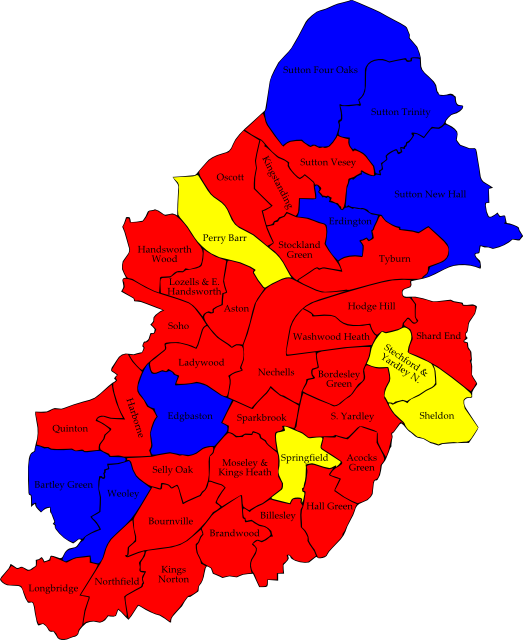 Sutton Four Oaks
Sutton Trinity
Sutton Vesey
Kingstanding
Oscott
Sutton New Hall
Erdington
Perry Barr
Stockland
Green
Handsworth
Wood
Tyburn
Lozells & E.
Handsworth
Aston
Hodge Hill
Soho
Washwood Heath
Shard End
Stechford &
Yardley N.
Ladywood
Nechells
Bordesley
Green
Harborne
Edgbaston
Sparkbrook
S. Yardley
Sheldon
Quinton
Springfield
Acocks
Green
Selly Oak
Moseley &
Kings Heath
Bartley Green
Weoley
Hall Green
Billesley
Bournville
Brandwood
Kings
Norton
Northfield
Longbridge